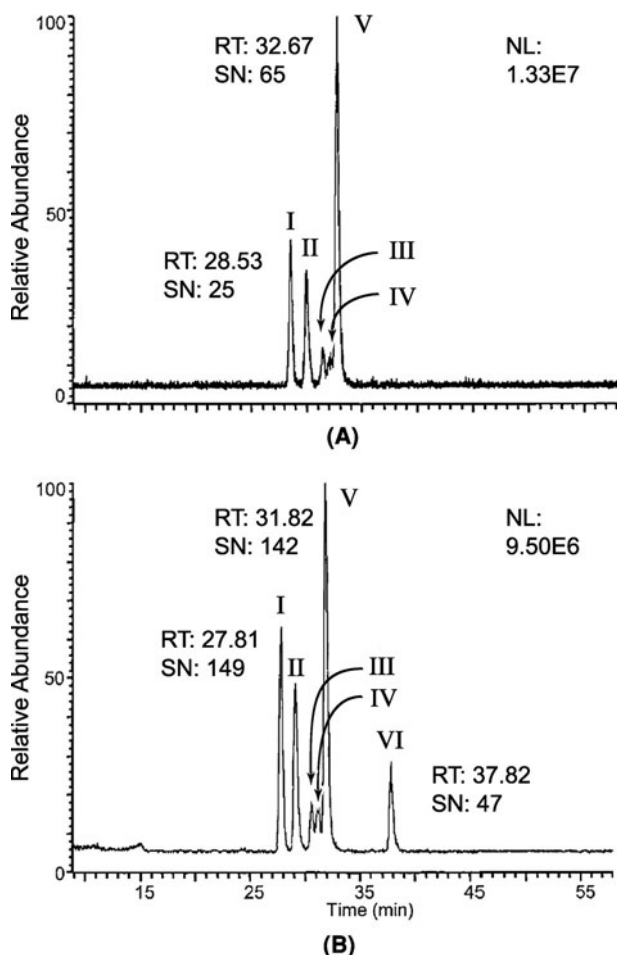 100
RT: 32.67
SN: 65
V
NL:
1.33E7
Relative Abundance
50
I
II
III
RT: 28.53
SN: 25
IV
0
(A)
100
RT: 31.82
SN: 142
V
NL:
9.50E6
Relative Abundance
I
RT: 27.81
SN: 149
II
III
50
IV
VI
RT: 37.82
SN: 47
0
15 25 35 45 55
Time (min)
(B)